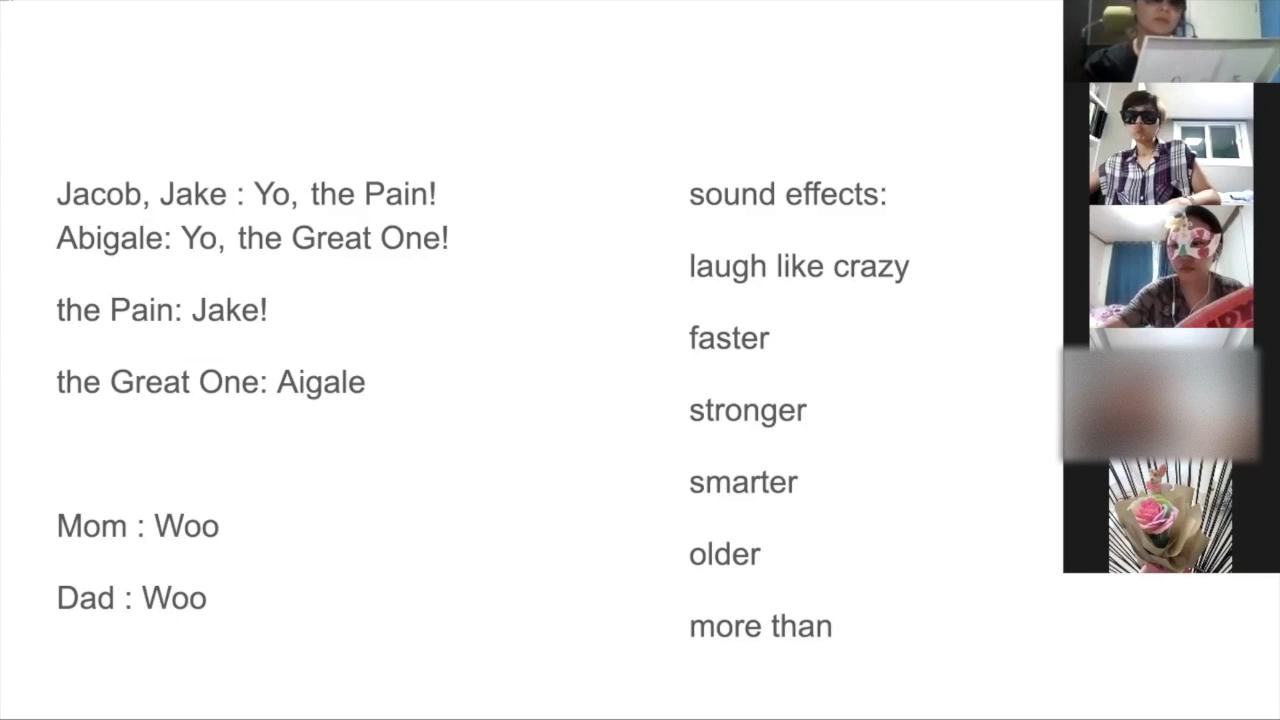 Jacob, Jake : Yo, the Pain!
Abigale: Yo, the Great One!
the Pain: Jake!
the Great One: Aigale
Mom : Woo
Dad : Woo
sound effects:
laugh like crazy
faster
stronger
smarter
older
more than